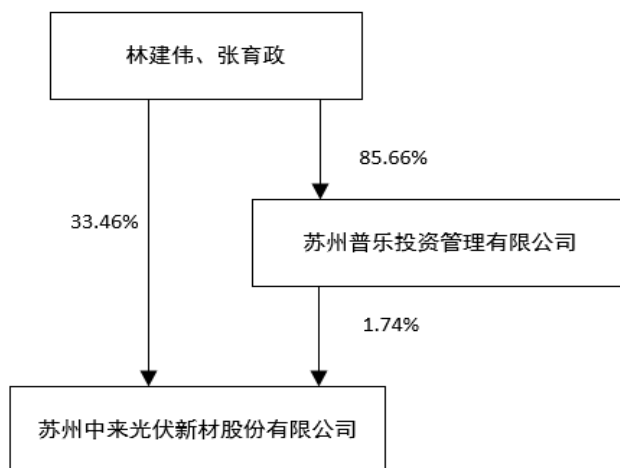 林建伟、张育政
85.66%
33.46%
苏州普乐投资管理有限公司
1.74%
苏州中来光伏新材股份有限公司